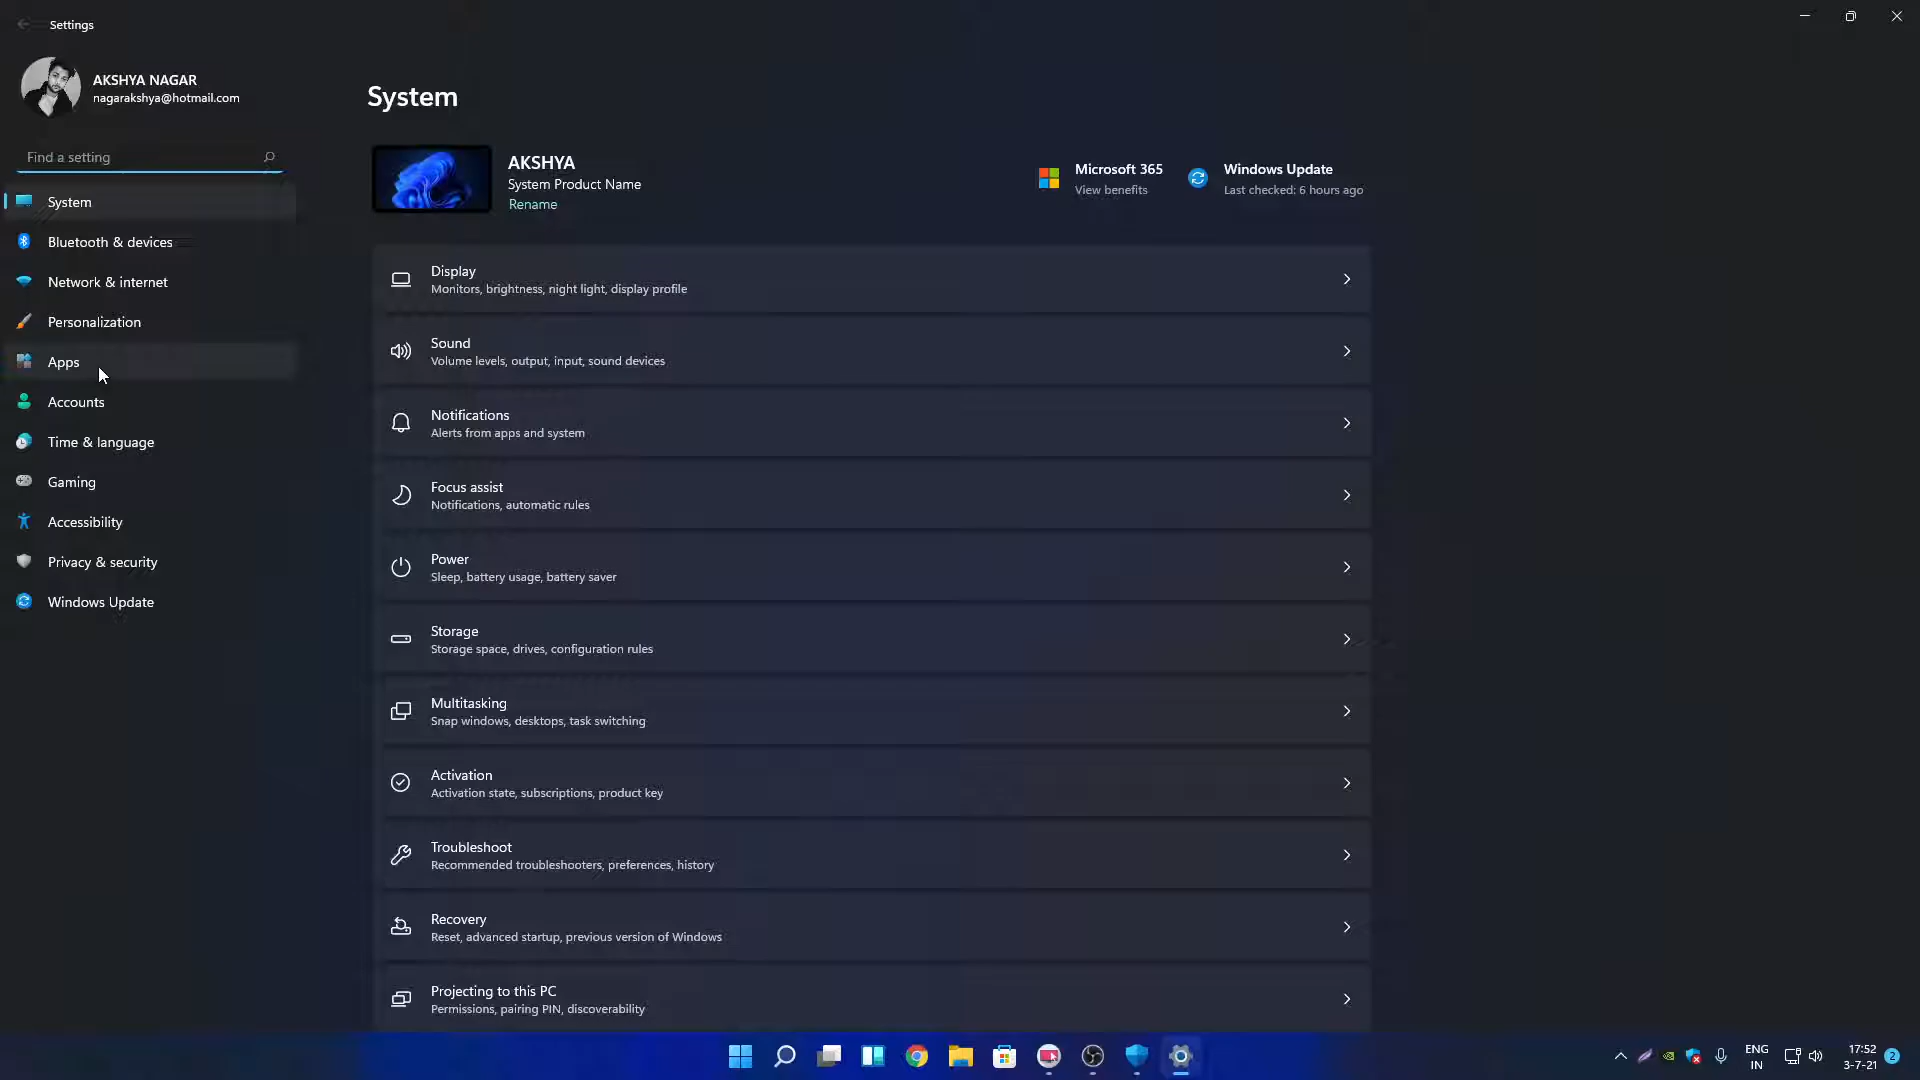 Settings
AKSHYA NAGAR
nagarakshya@hotmail.com
Find a setting
System
Bluetooth & devices
Network & internet
Personalization
Apps
Accounts
Time & language
Gaming
Accessibility
Privacy & security
Windows Update
System
AKSHYA
System Product Name
Rename
Microsoft 365
View benefits
Windows Update
Last checked: 6 hours ago
Display
Monitors, brightness, night light, display profile
Sound
Volume levels, output, input, sound devices
Notifications
Alerts from apps and system
Focus assist
Notifications, automatic rules
Power
Sleep, battery usage, battery saver
Storage
Storage space, drives, configuration rules
Multitasking
Snap windows, desktops, task switching
Activation
Activation state, subscriptions, product key
Troubleshoot
Recommended troubleshooters, preferences, history
Recovery
Reset, advanced startup, previous version of Windows
Projecting to this PC
Permissions, pairing PIN, discoverability
ENG
IN
17:52
3-7-21
2